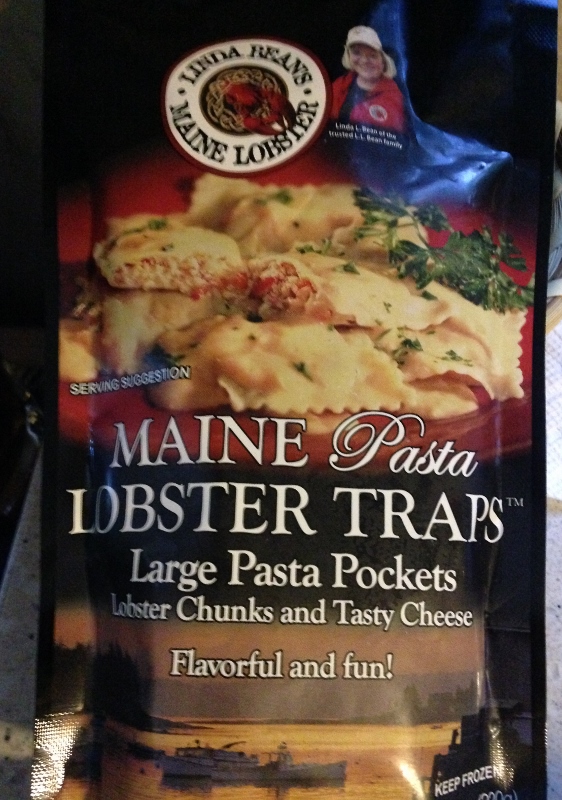 LINDA BEAN'S
MAINE LOBSTER
Linda L. Bean of the
trusted L.L. Bean family
SERVING SUGGESTION
MAINE Pasta
LOBSTER TRAPS™
Large Pasta Pockets
Lobster Chunks and Tasty Cheese
Flavorful and fun!
KEEP FROZEN